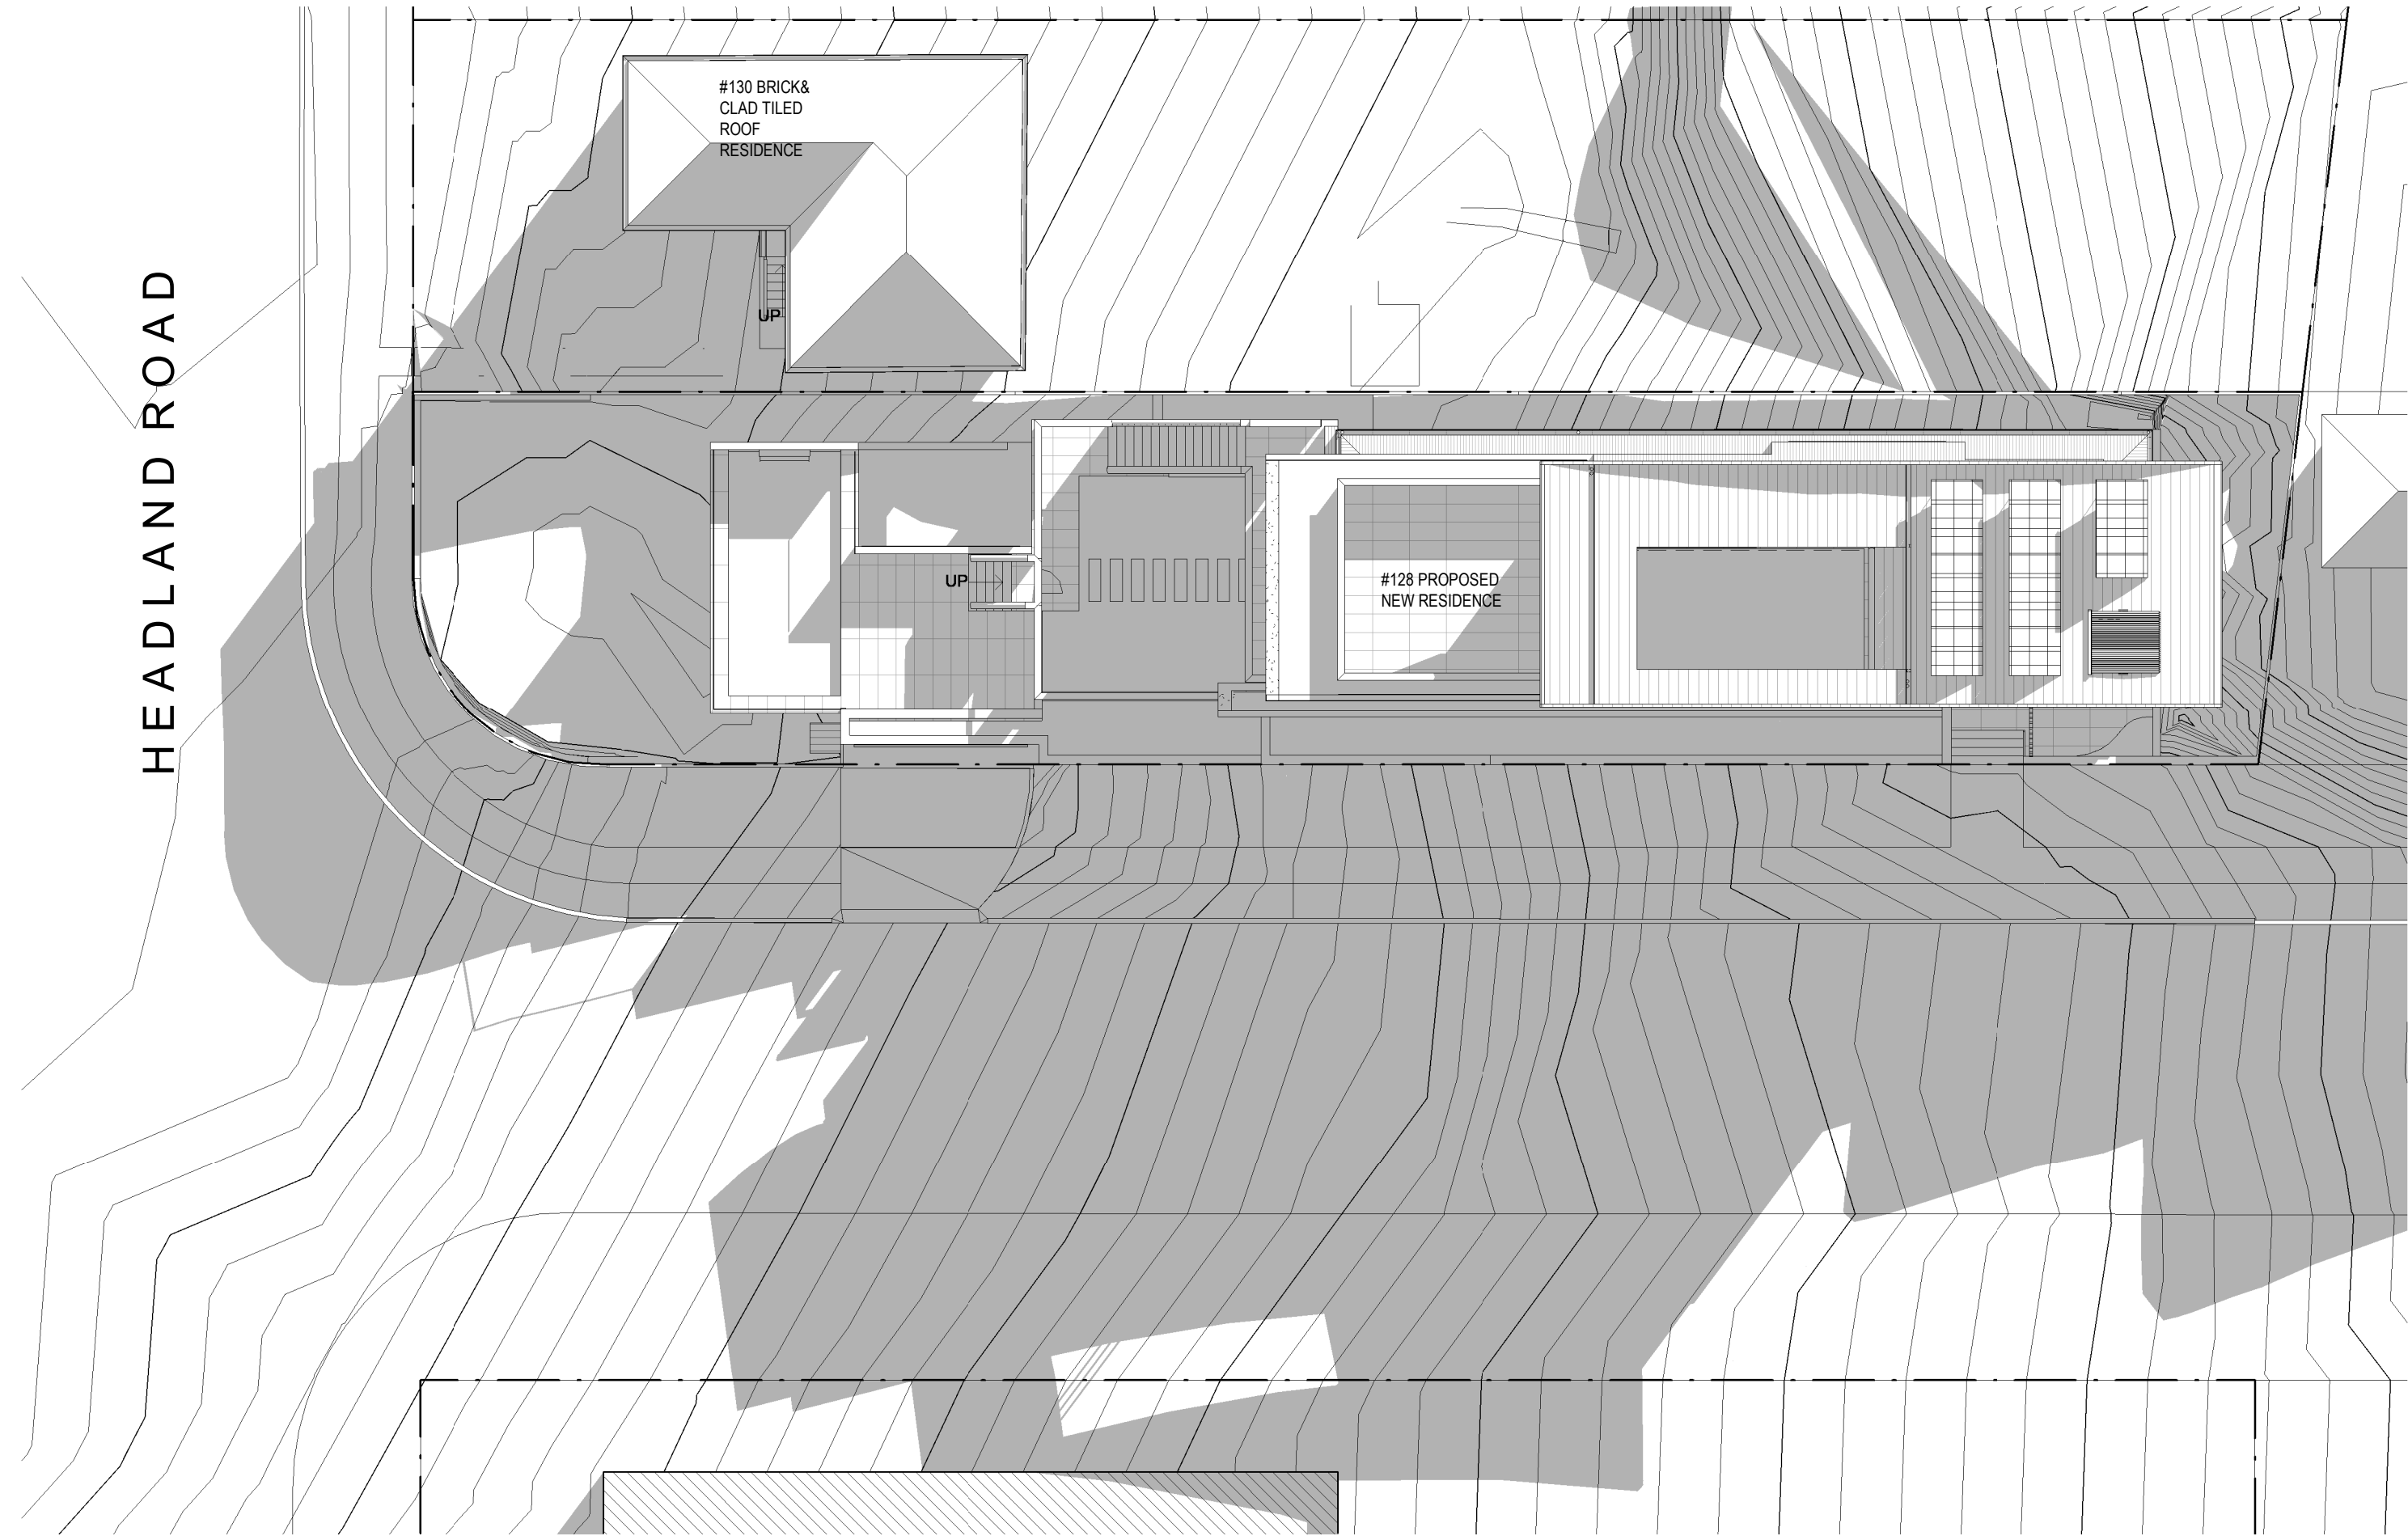 #130 BRICK&
CLAD TILED
ROOF
RESIDENCE
UP
HEADLAND ROAD
UP
#128 PROPOSED
NEW RESIDENCE